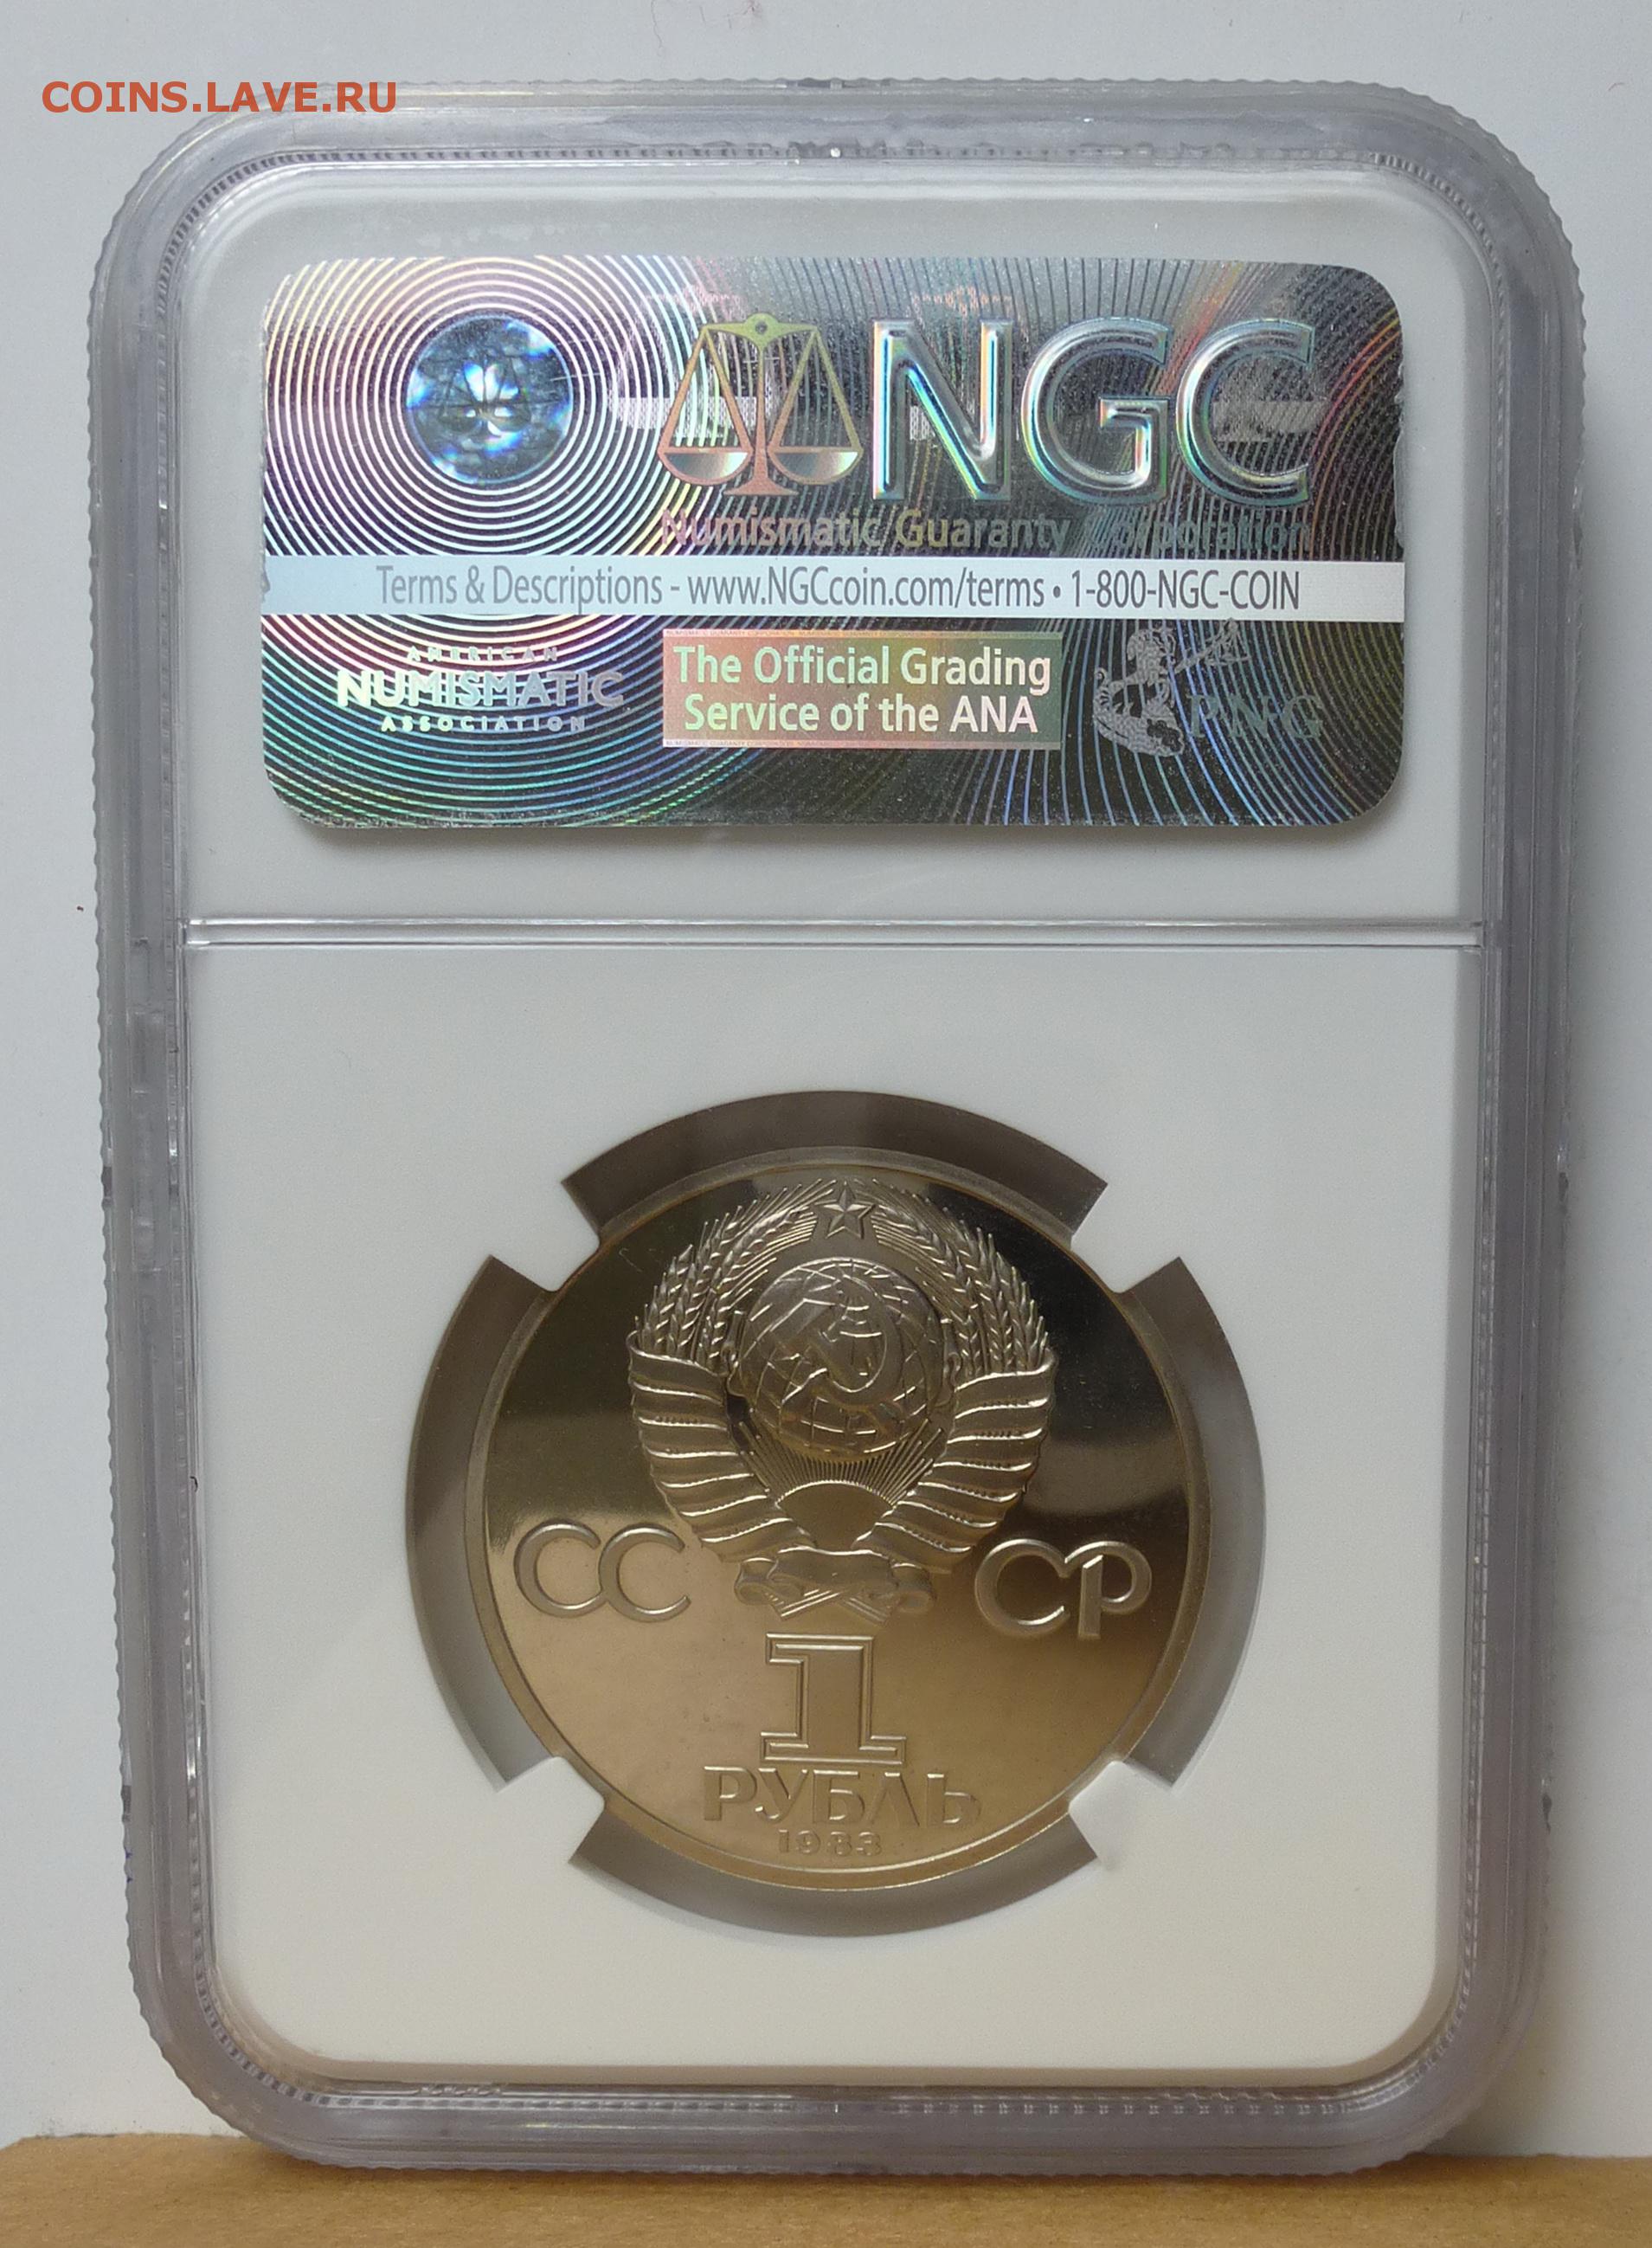 COINS.LAVE.RU
NGC
Numismatic Guaranty Corporation
Terms & Descriptions - www.NGCcoin.com/terms • 1-800-NGC-COIN
AMERICAN
NUMISMATIC
ASSOCIATION
The Official Grading
Service of the ANA
PNG
СС СР
1
РУБЛЬ
1983